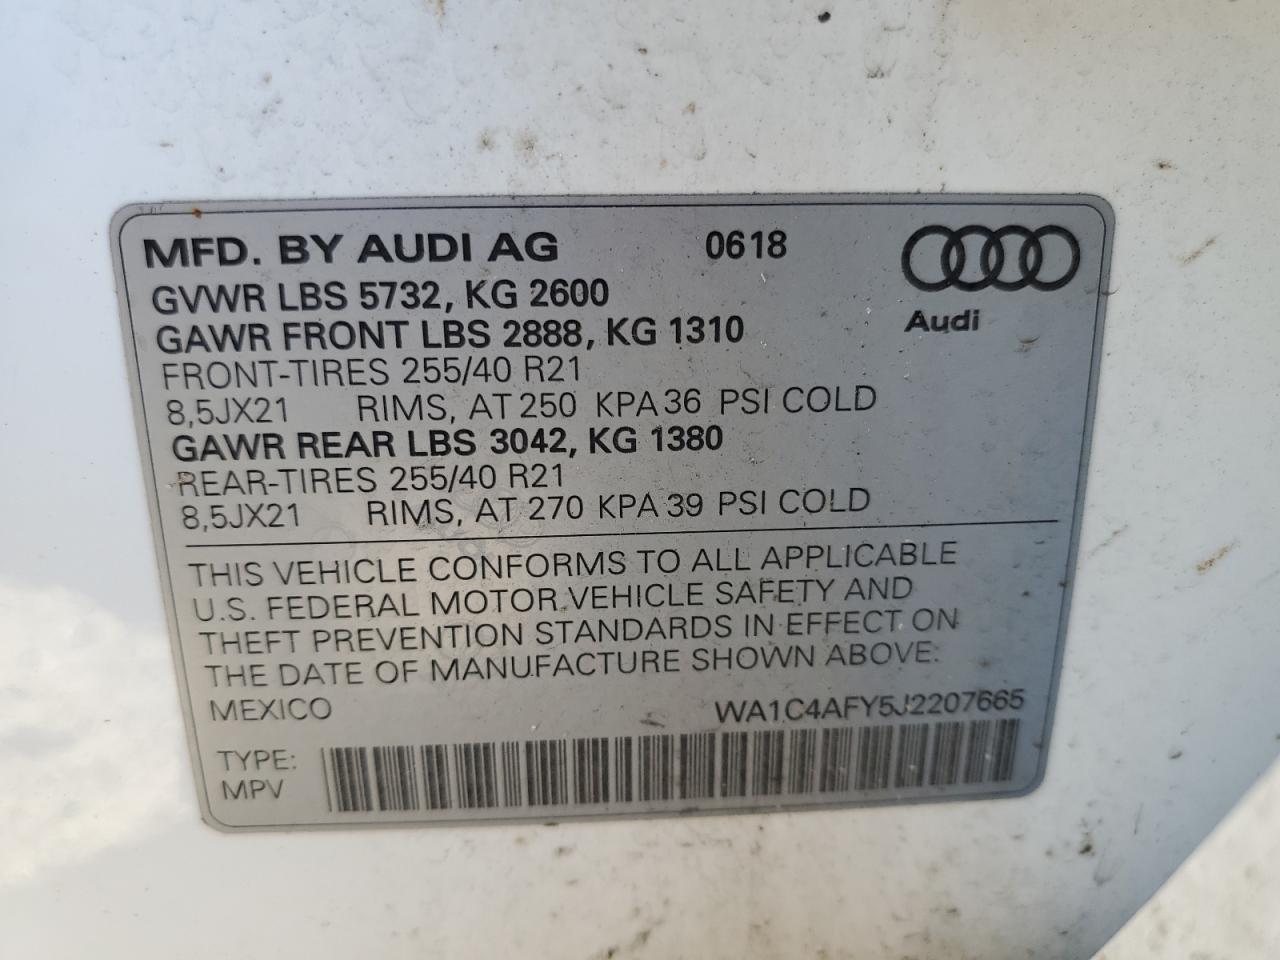 MFD. BY AUDI AG 0618
Audi
GVWR LBS 5732, KG 2600
GAWR FRONT LBS 2888, KG 1310
FRONT-TIRES 255/40 R21
8,5JX21 RIMS, AT 250 KPA 36 PSI COLD
GAWR REAR LBS 3042, KG 1380
REAR-TIRES 255/40 R21
8,5JX21 RIMS, AT 270 KPA 39 PSI COLD
THIS VEHICLE CONFORMS TO ALL APPLICABLE
U.S. FEDERAL MOTOR VEHICLE SAFETY AND
THEFT PREVENTION STANDARDS IN EFFECT ON
THE DATE OF MANUFACTURE SHOWN ABOVE:
MEXICO WA1C4AFY5J2207665
TYPE:
MPV